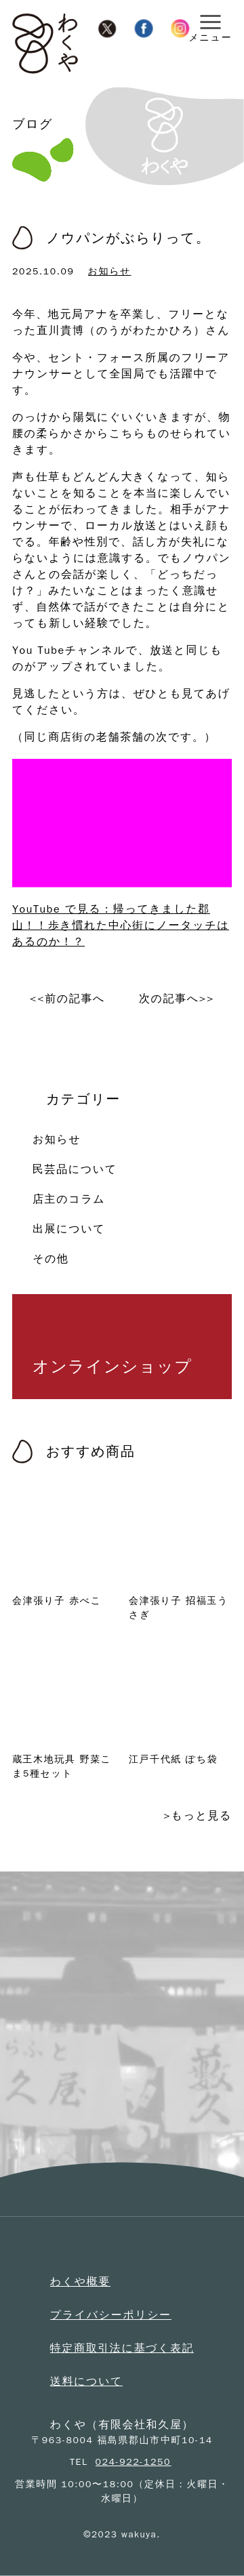 わくや
メニュー
ブログ
わくや
ノウパンがぶらりって。
2025.10.09 お知らせ
今年、地元局アナを卒業し、フリーとな
った直川貴博（のうがわたかひろ）さん
今や、セント・フォース所属のフリーア
ナウンサーとして全国局でも活躍中で
す。
のっけから陽気にぐいぐいきますが、物
腰の柔らかさからこちらものせられてい
きます。
声も仕草もどんどん大きくなって、知ら
ないことを知ることを本当に楽しんでい
ることが伝わってきました。相手がアナ
ウンサーで、ローカル放送とはいえ顔も
でる。年齢や性別で、話し方が失礼にな
らないようには意識する。でもノウパン
さんとの会話が楽しく、「どっちだっ
け？」みたいなことはまったく意識せ
ず、自然体で話ができたことは自分にと
っても新しい経験でした。
You Tubeチャンネルで、放送と同じも
のがアップされていました。
見逃したという方は、ぜひとも見てあげ
てください。
（同じ商店街の老舗茶舗の次です。）
YouTube で見る：帰ってきました郡
山！！歩き慣れた中心街にノータッチは
あるのか！？
<<前の記事へ 次の記事へ>>
カテゴリー
お知らせ
民芸品について
店主のコラム
出展について
その他
オンラインショップ
おすすめ商品
会津張り子 赤べこ
会津張り子 招福玉う
さぎ
蔵王木地玩具 野菜こ
ま5種セット
江戸千代紙 ぽち袋
>もっと見る
わくや概要
プライバシーポリシー
特定商取引法に基づく表記
送料について
わくや（有限会社和久屋）
〒963-8004 福島県郡山市中町10-14
TEL 024-922-1250
営業時間 10:00〜18:00（定休日：火曜日・
水曜日）
©2023 wakuya.